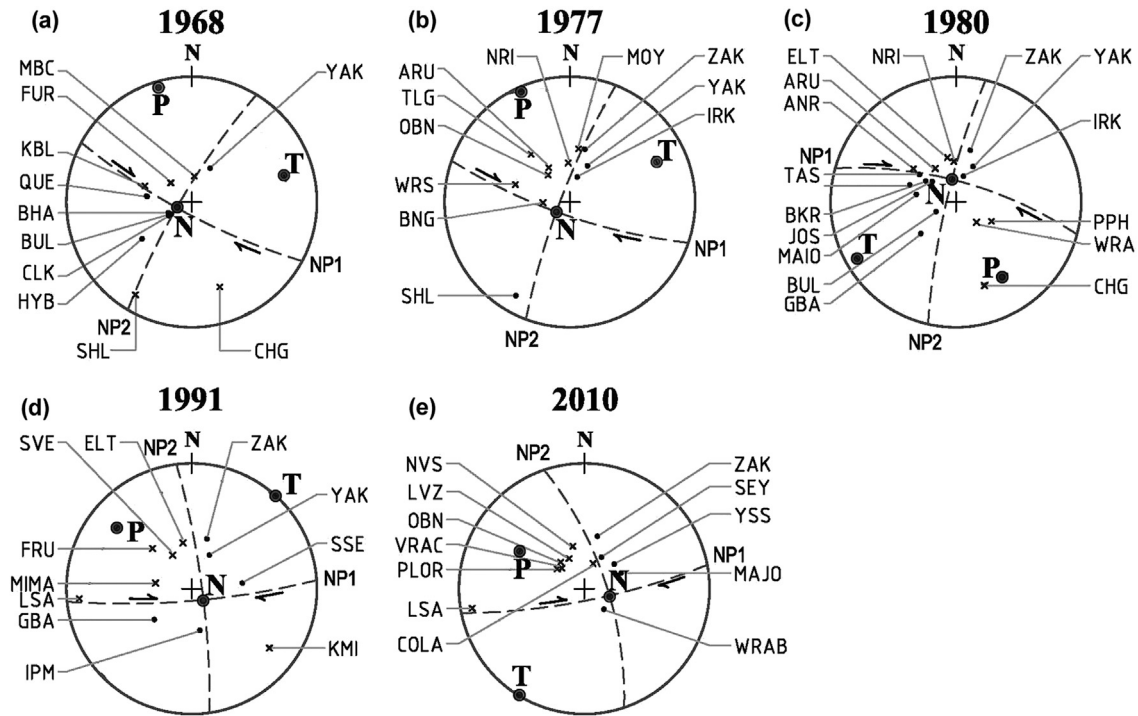 (a) 1968
N
MBC
FUR
KBL
QUE
BHA
BUL
CLK
HYB
SHL
YAK
P
T
N
NP1
NP2
CHG
(b) 1977
N
ARU
TLG
OBN
WRS
BNG
SHL
NRI
MOY
ZAK
YAK
IRK
P
T
N
NP1
NP2
(c) 1980
N
ELT
ARU
ANR
NP1
TAS
BKR
JOS
MAIO
BUL
GBA
NRI
ZAK
YAK
IRK
N
T
P
PPH
WRA
CHG
NP2
(d) 1991
N
SVE
ELT
NP2
ZAK
YAK
SSE
T
P
FRU
MIMA
LSA
GBA
IPM
N
NP1
KMI
(e) 2010
N
NP2
NVS
LVZ
OBN
VRAC
PLOR
LSA
COLA
ZAK
SEY
YSS
NP1
MAJO
WRAB
P
N
T